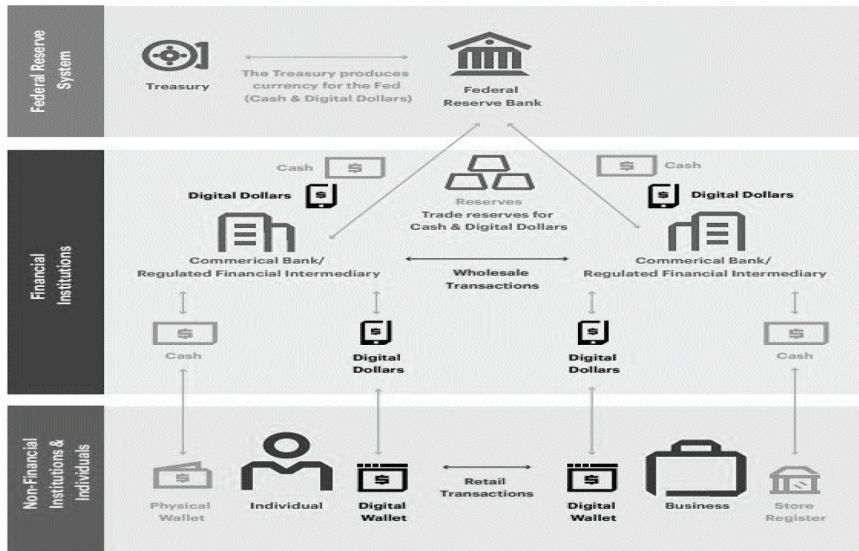 Federal Reserve
System
Treasury
The Treasury produces
currency for the Fed
(Cash & Digital Dollars)
Federal
Reserve Bank
Financial
Institutions
Cash
$
Digital Dollars
$
Commerical Bank/
Regulated Financial Intermediary
Reserves
Trade reserves for
Cash & Digital Dollars
Wholesale
Transactions
$
Cash
$
Digital Dollars
Commerical Bank/
Regulated Financial Intermediary
$
Cash
$
Digital
Dollars
$
Digital
Dollars
$
Cash
Non-Financial
Institutions &
Individuals
$
Physical
Wallet
Individual
$
Digital
Wallet
Retail
Transactions
$
Digital
Wallet
Business
Store
Register